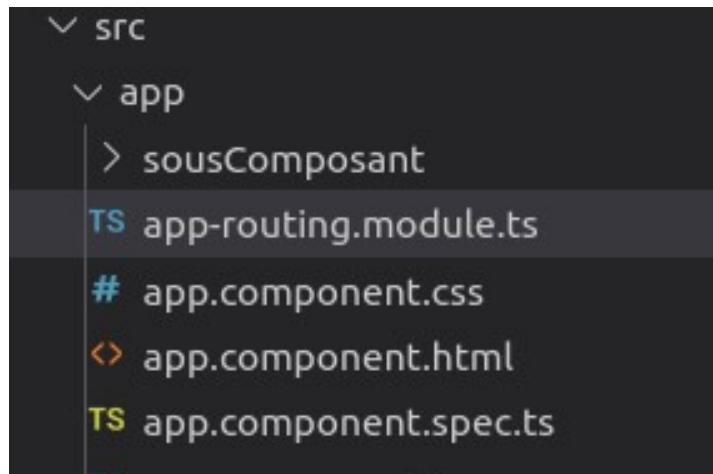 src
app
sousComposant
TS app-routing.module.ts
# app.component.css
<> app.component.html
TS app.component.spec.ts